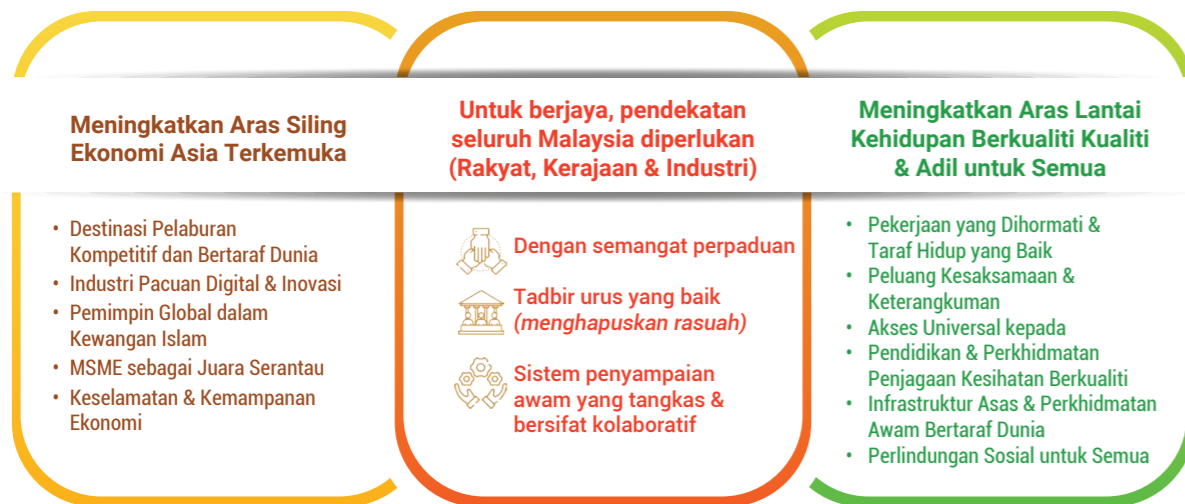 Meningkatkan Aras Siling
Ekonomi Asia Terkemuka
• Destinasi Pelaburan
Kompetitif dan Bertaraf Dunia
• Industri Pacuan Digital & Inovasi
• Pemimpin Global dalam
Kewangan Islam
• MSME sebagai Juara Serantau
• Keselamatan & Kemampanan
Ekonomi
Untuk berjaya, pendekatan
seluruh Malaysia diperlukan
(Rakyat, Kerajaan & Industri)
Dengan semangat perpaduan
Tadbir urus yang baik
(menghapuskan rasuah)
Sistem penyampaian
awam yang tangkas &
bersifat kolaboratif
Meningkatkan Aras Lantai
Kehidupan Berkualiti Kualiti
& Adil untuk Semua
• Pekerjaan yang Dihormati &
Taraf Hidup yang Baik
• Peluang Kesaksamaan &
Keterangkuman
• Akses Universal kepada
• Pendidikan & Perkhidmatan
Penjagaan Kesihatan Berkualiti
• Infrastruktur Asas & Perkhidmatan
Awam Bertaraf Dunia
• Perlindungan Sosial untuk Semua